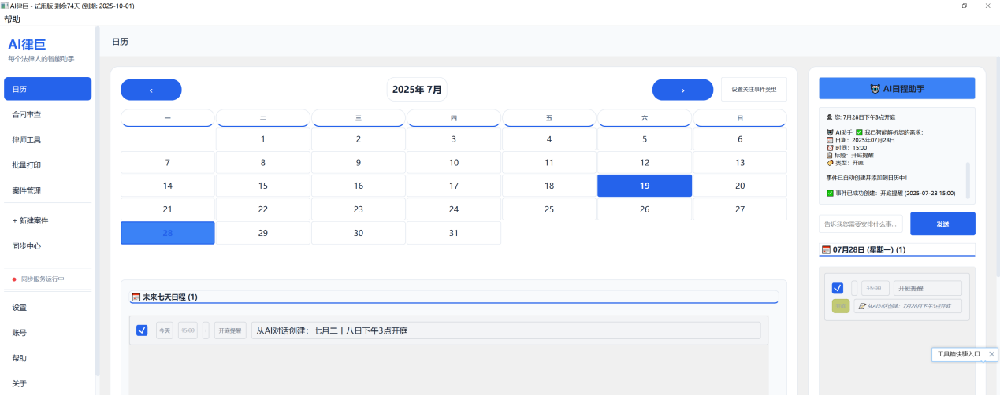 AI律巨 - 试用版 剩余74天 (到期: 2025-10-01)
帮助
AI律巨
每个法律人的智能助手
日历
合同审查
律师工具
批量打印
案件管理
+ 新建案件
同步中心
同步服务运行中
设置
账号
帮助
关于
日历
‹
2025年 7月
›
设置关注事件类型
一 二 三 四 五 六 日
1 2 3 4 5 6
7 8 9 10 11 12 13
14 15 16 17 18 19 20
21 22 23 24 25 26 27
28 29 30 31
未来七天日程 (1)
今天 15:00 开庭提醒 从AI对话创建：七月二十八日下午3点开庭
AI日程助手
您: 7月28日下午3点开庭
AI助手: 我已智能解析您的需求：
日期：2025年07月28日
时间：15:00
标题：开庭提醒
类型：开庭
事件已自动创建并添加到日历中！
事件已成功创建：开庭提醒 (2025-07-28 15:00)
告诉我您需要安排什么事...
发送
07月28日 (星期一) (1)
15:00 开庭提醒
开庭 从AI对话创建：7月28日下午3点开庭
工具箱快捷入口